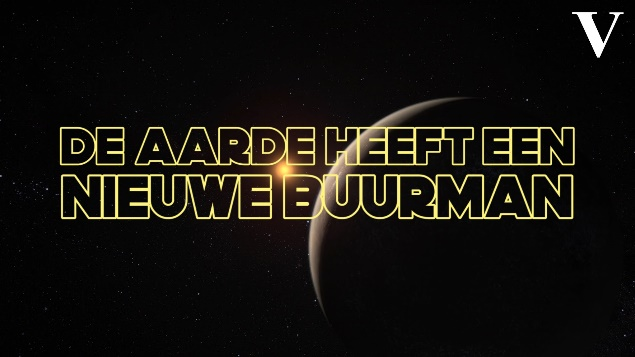 V
DE AARDE HEEFT EEN
NIEUWE BUURMAN